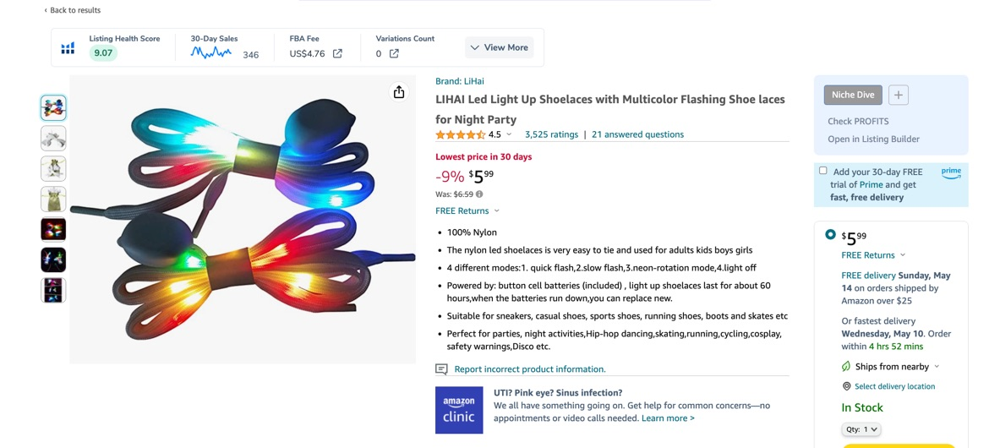 ‹ Back to results
Listing Health Score
9.07
30-Day Sales
346
FBA Fee
US$4.76
Variations Count
0
View More
Brand: LiHai
LIHAI Led Light Up Shoelaces with Multicolor Flashing Shoe laces
for Night Party
4.5
3,525 ratings | 21 answered questions
Lowest price in 30 days
-9% $599
Was: $6.59
FREE Returns
• 100% Nylon
• The nylon led shoelaces is very easy to tie and used for adults kids boys girls
• 4 different modes:1. quick flash,2.slow flash,3.neon-rotation mode,4.light off
• Powered by: button cell batteries (included) , light up shoelaces last for about 60
hours,when the batteries run down,you can replace new.
• Suitable for sneakers, casual shoes, sports shoes, running shoes, boots and skates etc
• Perfect for parties, night activities,Hip-hop dancing,skating,running,cycling,cosplay,
safety warnings,Disco etc.
Report incorrect product information.
amazon
clinic
UTI? Pink eye? Sinus infection?
We all have something going on. Get help for common concerns—no
appointments or video calls needed. Learn more >
Niche Dive
+
Check PROFITS
Open in Listing Builder
Add your 30-day FREE
trial of Prime and get
fast, free delivery
prime
$599
FREE Returns
FREE delivery Sunday, May
14 on orders shipped by
Amazon over $25
Or fastest delivery
Wednesday, May 10. Order
within 4 hrs 52 mins
Ships from nearby
Select delivery location
In Stock
Qty: 1